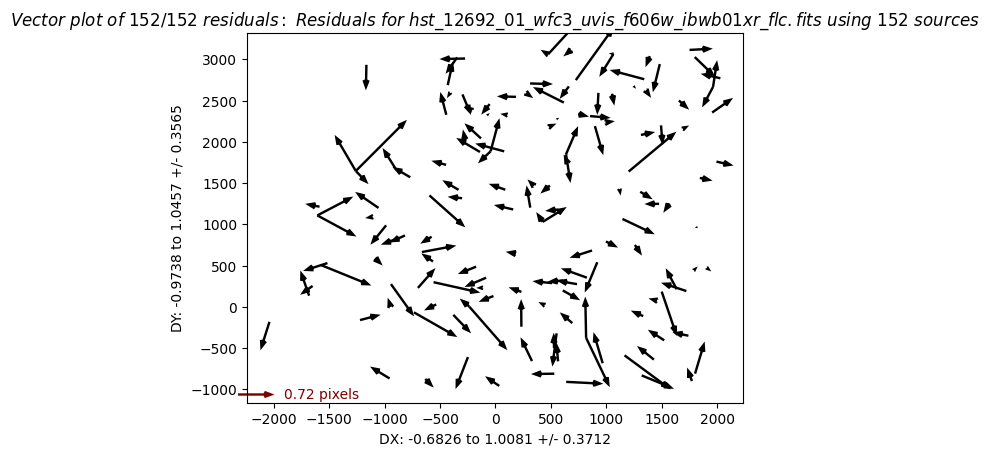 Vector plot of 152/152 residuals: Residuals for hst_12692_01_wfc3_uvis_f606w_ibwb01xr_flc.fits using 152 sources
DY: -0.9738 to 1.0457 +/- 0.3565
3000
2500
2000
1500
1000
500
0
−500
−1000
0.72 pixels
−2000 −1500 −1000 −500 0 500 1000 1500 2000
DX: -0.6826 to 1.0081 +/- 0.3712